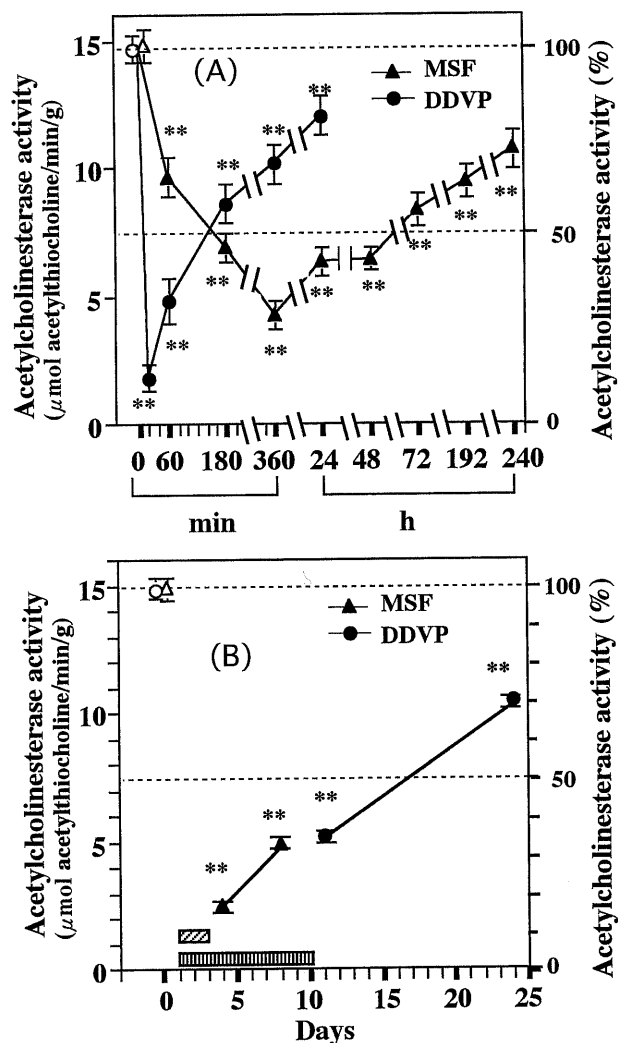 (A)
MSF
DDVP
Acetylcholinesterase activity
(μmol acetylthiocholine/min/g)
Acetylcholinesterase activity (%)
15
10
5
0
100
50
0
** ** ** ** **
** ** ** ** **
** ** **
0 60 180 360 24 48 72 192 240
min h
(B)
MSF
DDVP
Acetylcholinesterase activity
(μmol acetylthiocholine/min/g)
Acetylcholinesterase activity (%)
15
10
5
0
100
50
0
** ** ** **
0 5 10 15 20 25
Days